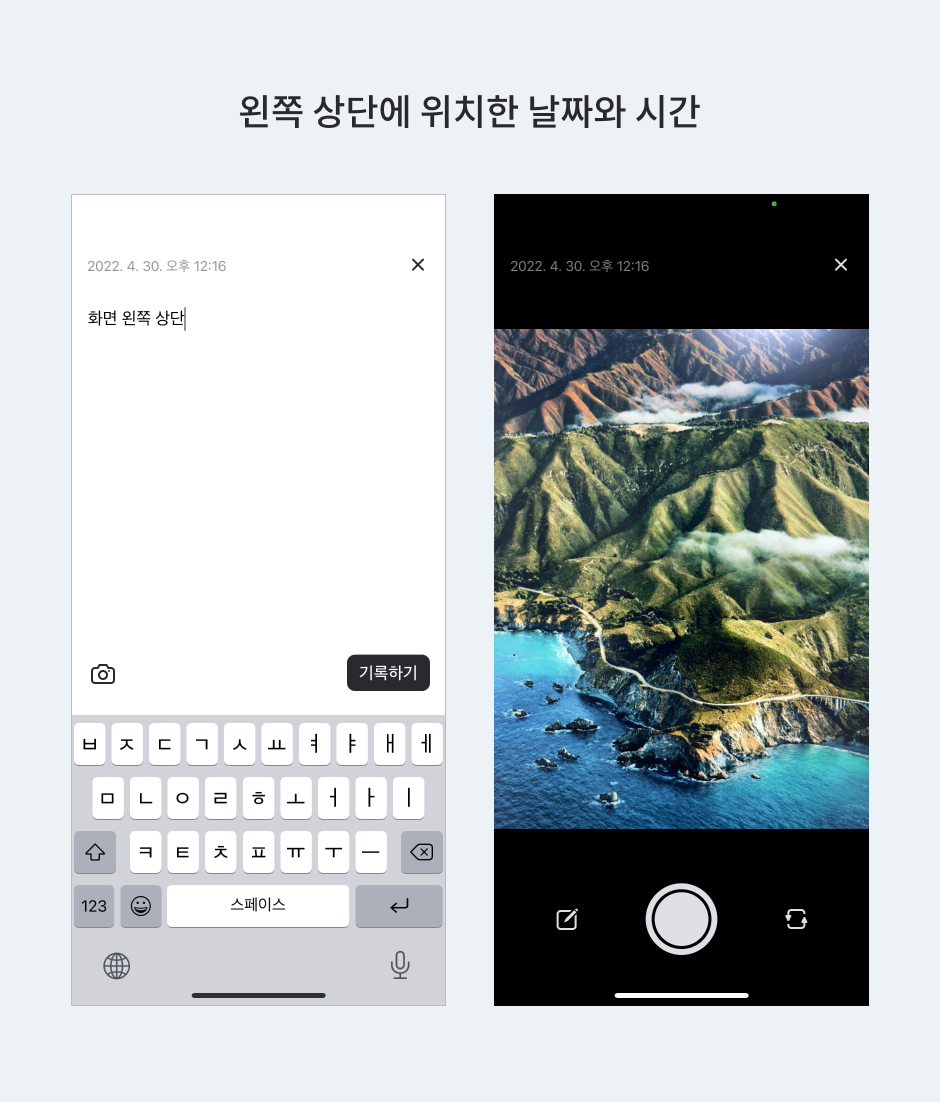 왼쪽 상단에 위치한 날짜와 시간
2022. 4. 30. 오후 12:16
화면 왼쪽 상단
기록하기
ㅂ ㅈ ㄷ ㄱ ㅅ ㅛ ㅕ ㅑ ㅐ ㅔ
ㅁ ㄴ ㅇ ㄹ ㅎ ㅗ ㅓ ㅏ ㅣ
ㅋ ㅌ ㅊ ㅍ ㅠ ㅜ ㅡ
123 스페이스
2022. 4. 30. 오후 12:16